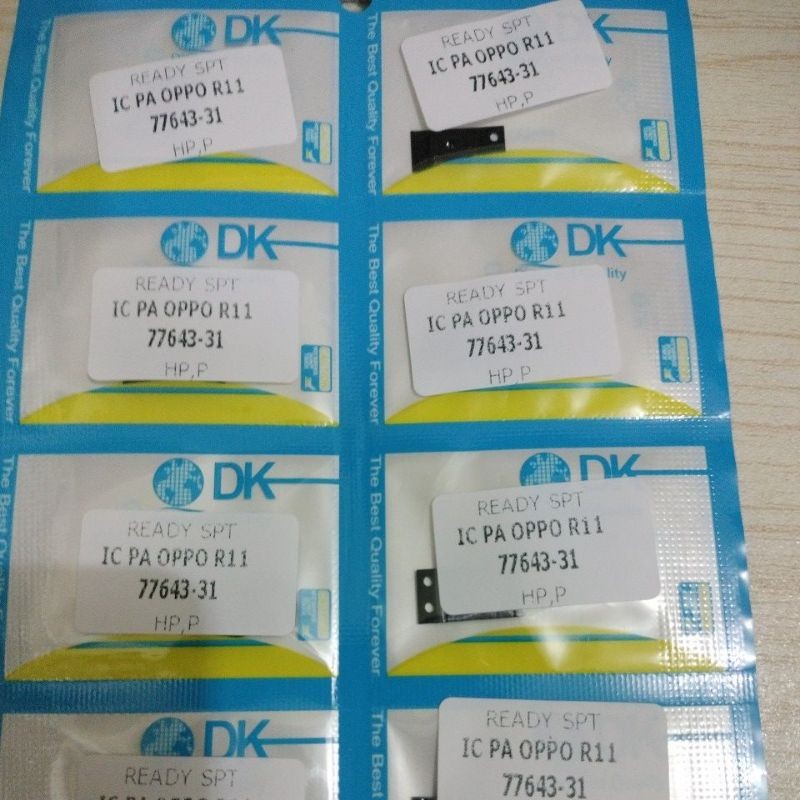 DK
READY SPT
IC PA OPPO R11
77643-31
HP,P
The Best Quality Forever
READY SPT
IC PA OPPO R11
77643-31
HP,P
The Best Quality Forever
DK
READY SPT
IC PA OPPO R11
77643-31
HP,P
The Best Quality Forever
DK
READY SPT
IC PA OPPO R11
77643-31
HP,P
The Best Quality Forever
DK
READY SPT
IC PA OPPO R11
77643-31
HP,P
The Best Quality
DK
READY SPT
IC PA OPPO R11
77643-31
HP,P
The Best Quality Forever
DK
READY SPT
IC PA OPPO R11
READY SPT
IC PA OPPO R11
77643-31
The Best